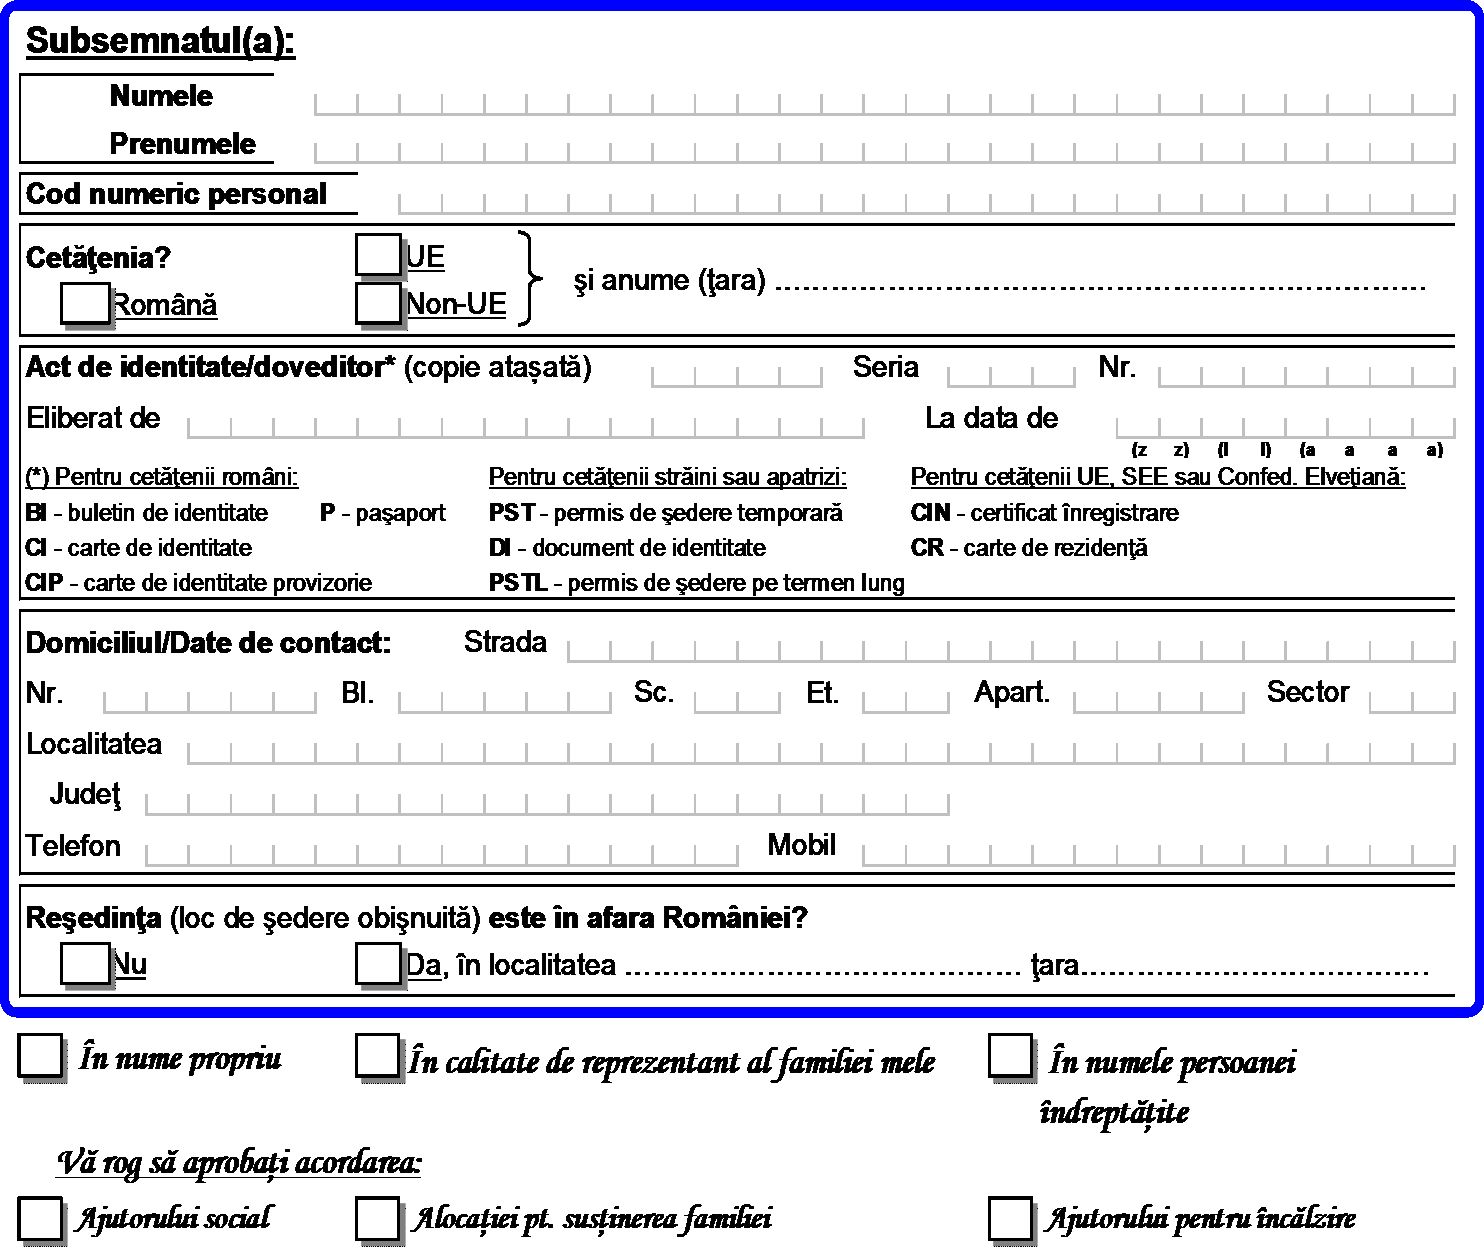 Subsemnatul(a):
Numele
Prenumele
Cod numeric personal
Cetăţenia?
UE
şi anume (ţara) ......................................................................
Română
Non-UE
Act de identitate/doveditor* (copie atașată) Seria Nr.
Eliberat de La data de
(z z) (l l) (a a a a)
(*) Pentru cetăţenii români: Pentru cetăţenii străini sau apatrizi: Pentru cetăţenii UE, SEE sau Confed. Elveţiană:
BI - buletin de identitate P - paşaport PST - permis de şedere temporară CIN - certificat înregistrare
CI - carte de identitate DI - document de identitate CR - carte de rezidenţă
CIP - carte de identitate provizorie PSTL - permis de şedere pe termen lung
Domiciliul/Date de contact: Strada
Nr. Bl. Sc. Et. Apart. Sector
Localitatea
Judeţ
Telefon Mobil
Reşedinţa (loc de şedere obişnuită) este în afara României?
Nu Da, în localitatea .......................................... ţara.....................................
În nume propriu În calitate de reprezentant al familiei mele În numele persoanei
îndreptățite
Vă rog să aprobați acordarea:
Ajutorului social Alocației pt. susținerea familiei Ajutorului pentru încălzire